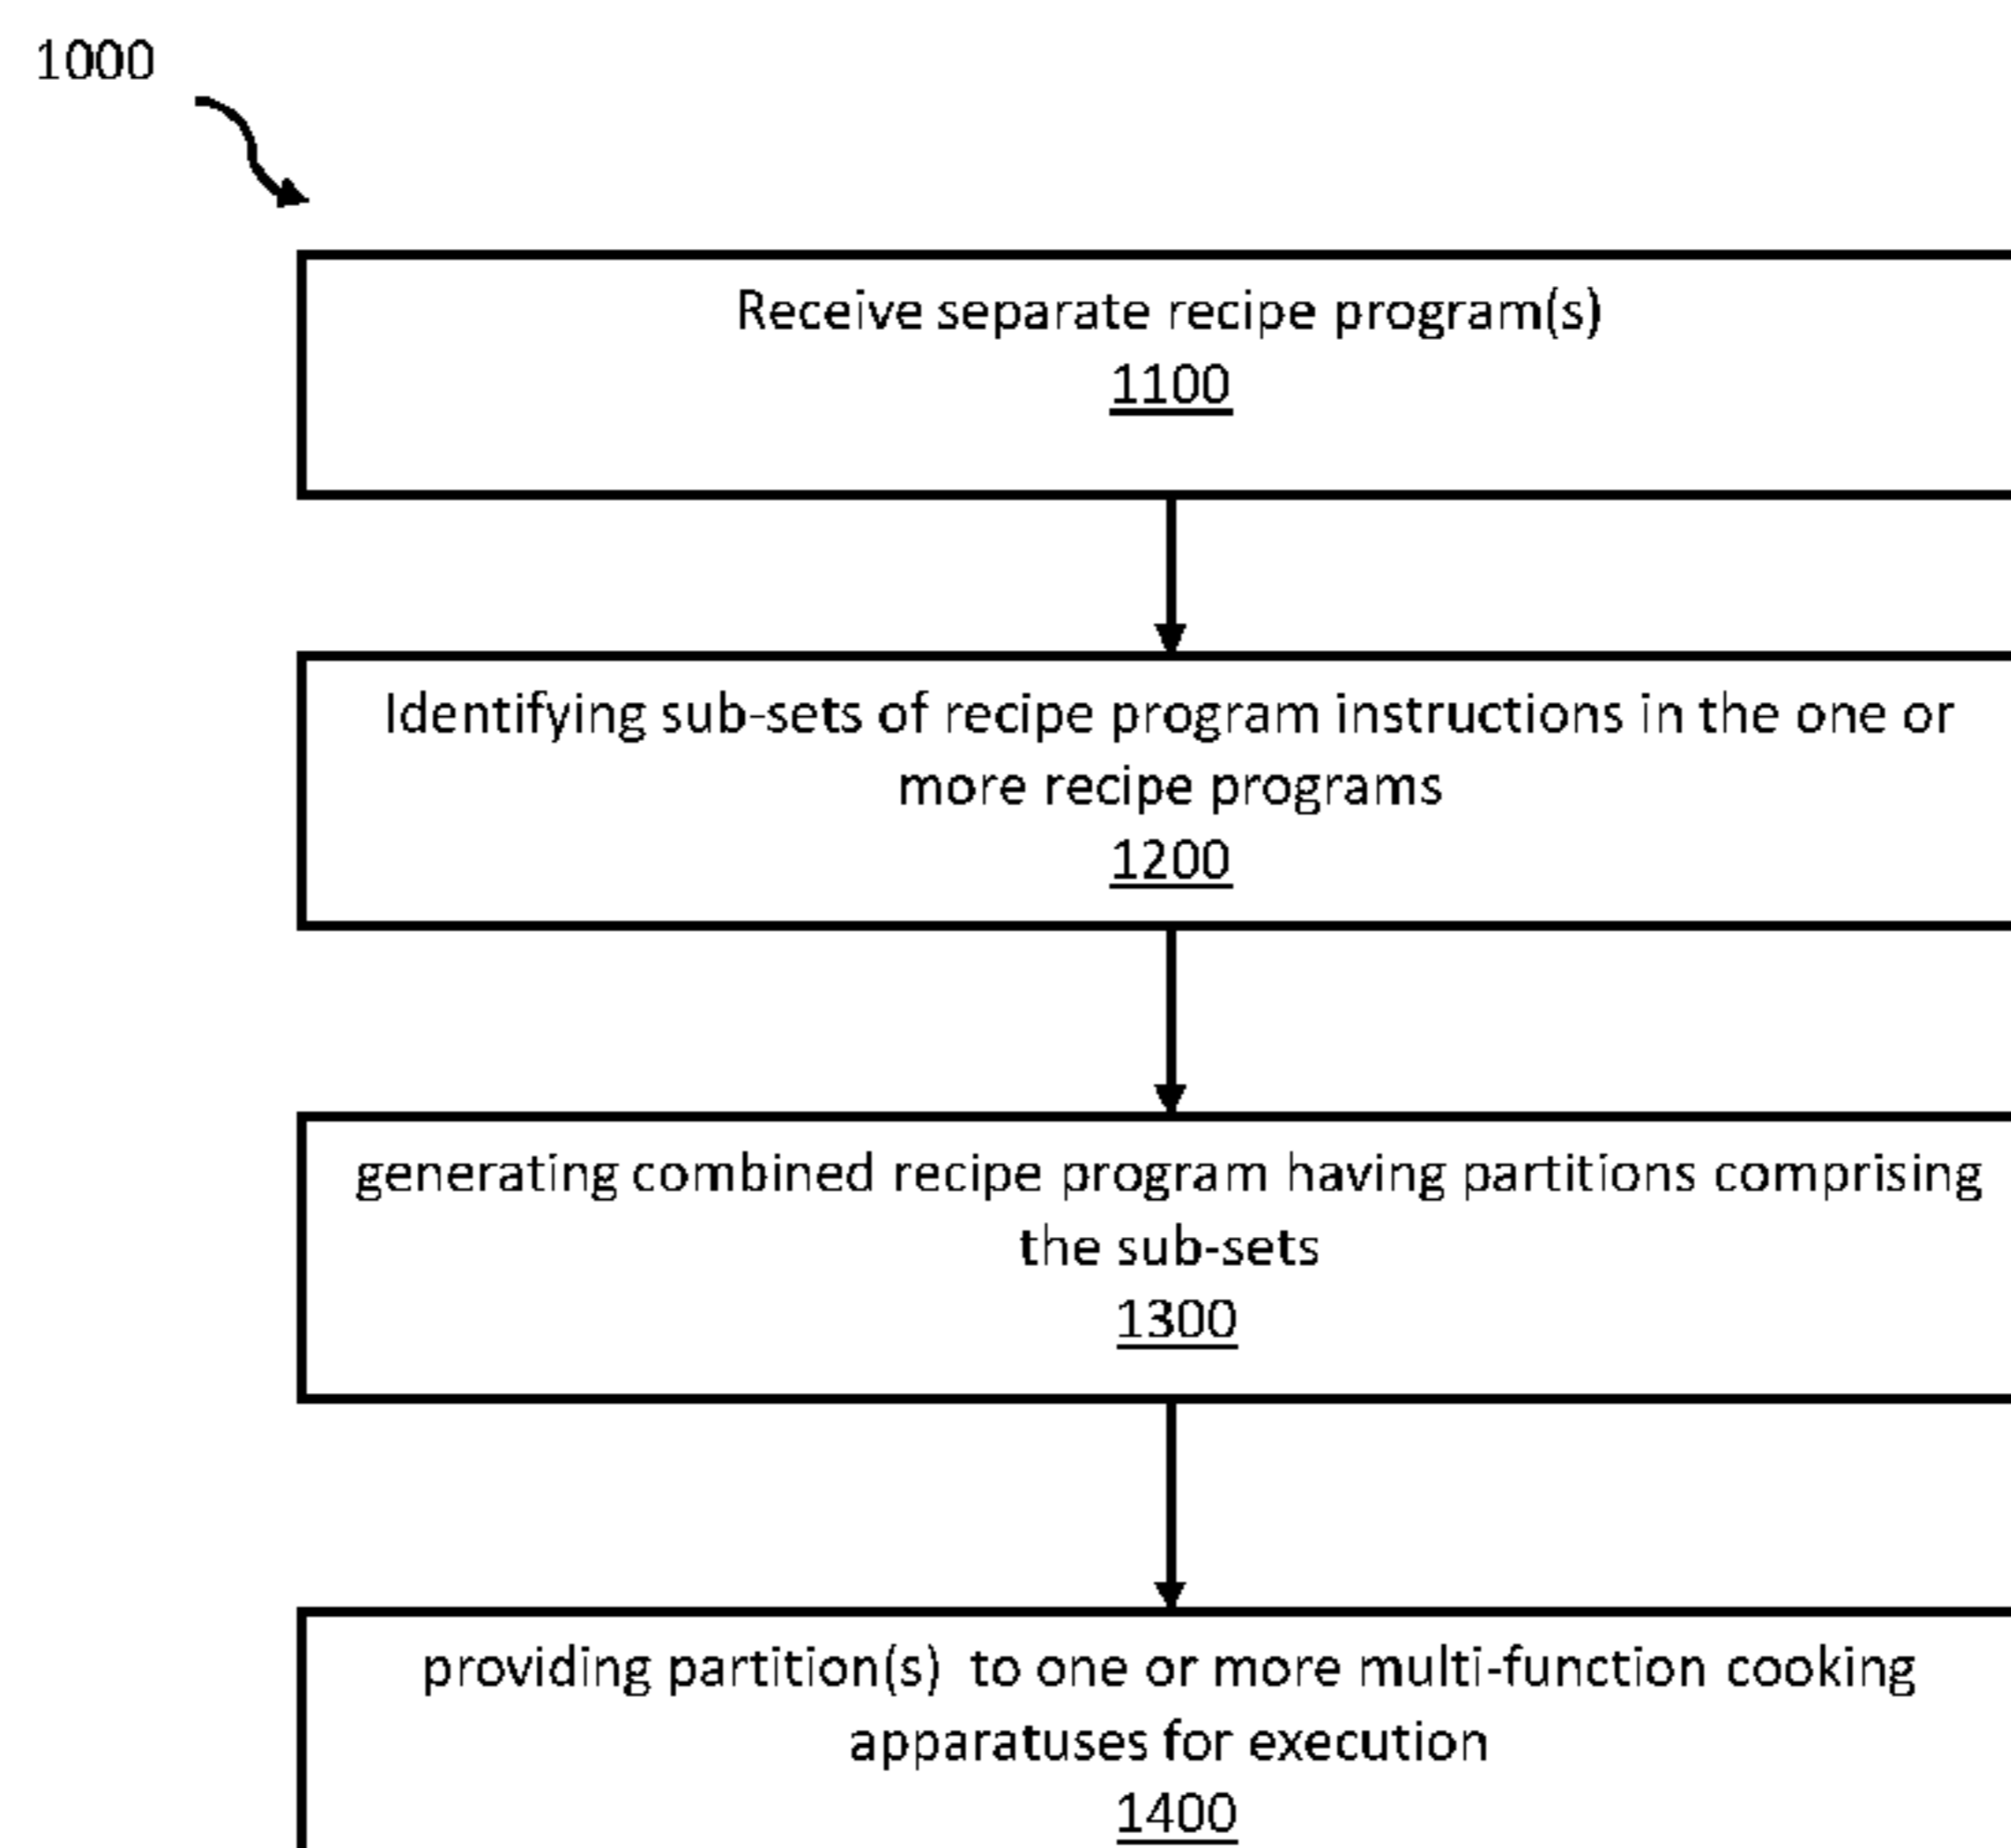 1000
Receive separate recipe program(s)
1100
Identifying sub-sets of recipe program instructions in the one or
more recipe programs
1200
generating combined recipe program having partitions comprising
the sub-sets
1300
providing partition(s) to one or more multi-function cooking
apparatuses for execution
1400